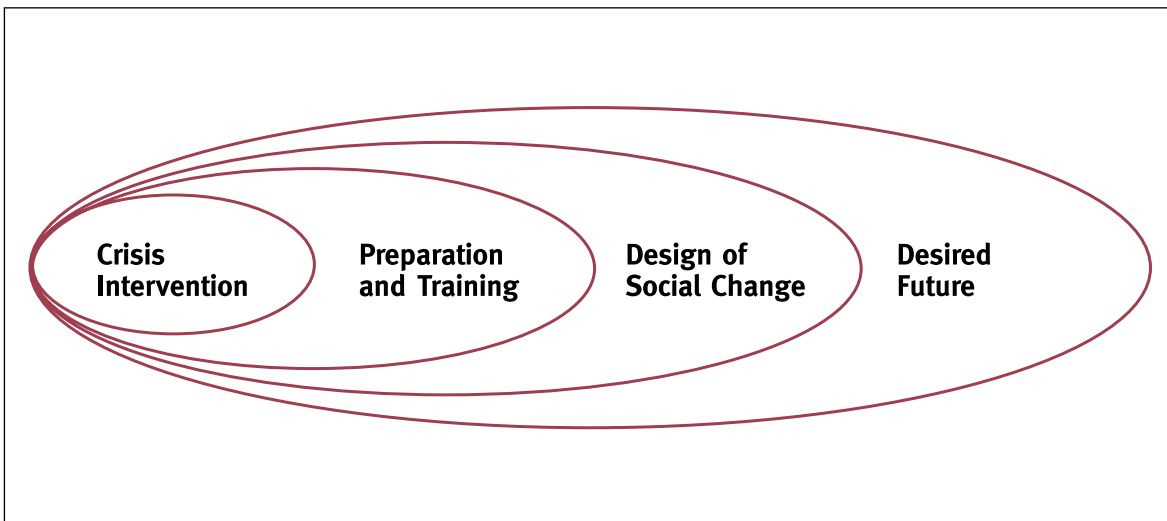 Crisis
Intervention
Preparation
and Training
Design of
Social Change
Desired
Future